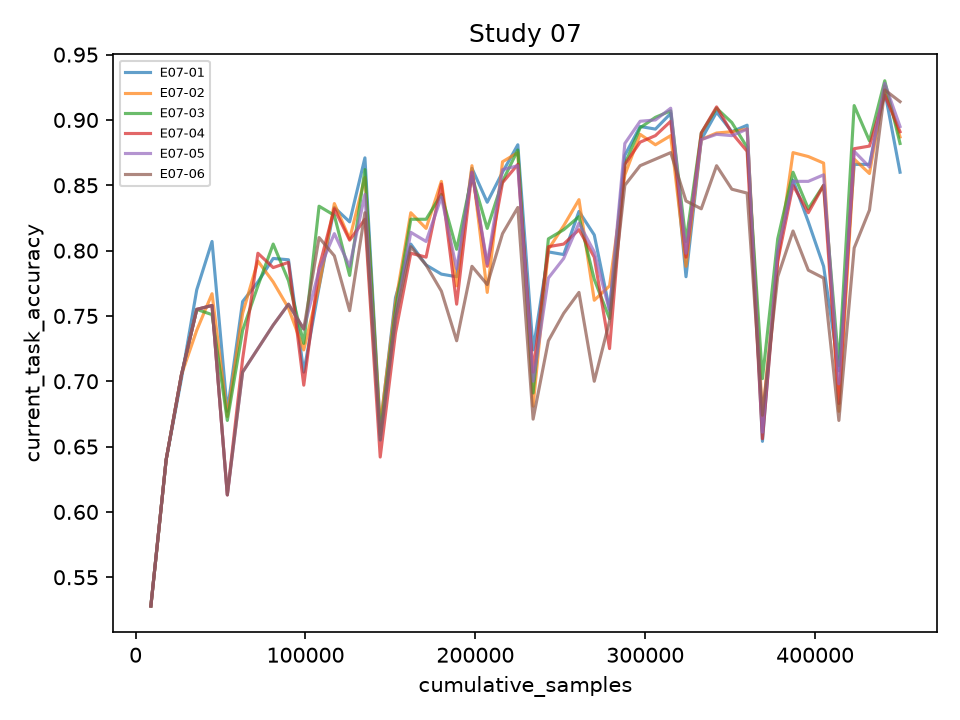 Study 07
0.95
0.90
0.85
0.80
0.75
0.70
0.65
0.60
0.55
current_task_accuracy
E07-01
E07-02
E07-03
E07-04
E07-05
E07-06
0
100000
200000
300000
400000
cumulative_samples